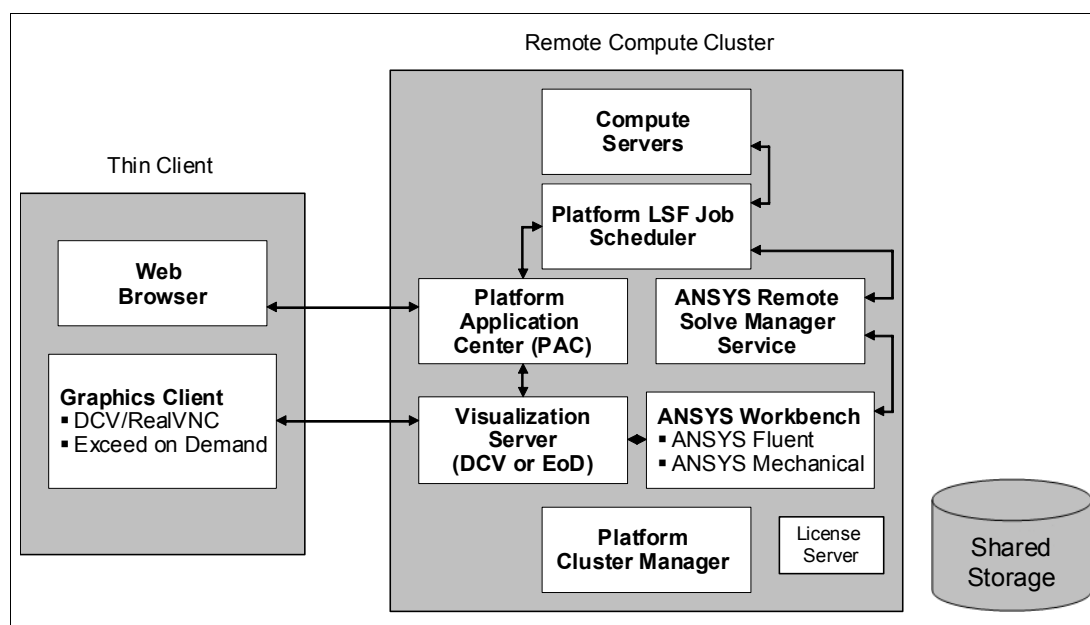 Remote Compute Cluster
Compute
Servers
Thin Client
Platform LSF Job
Scheduler
Web
Browser
Platform
Application
Center (PAC)
ANSYS Remote
Solve Manager
Service
Graphics Client
▪ DCV/RealVNC
▪ Exceed on Demand
Visualization
Server
(DCV or EoD)
ANSYS Workbench
▪ ANSYS Fluent
▪ ANSYS Mechanical
Platform
Cluster Manager
License
Server
Shared
Storage